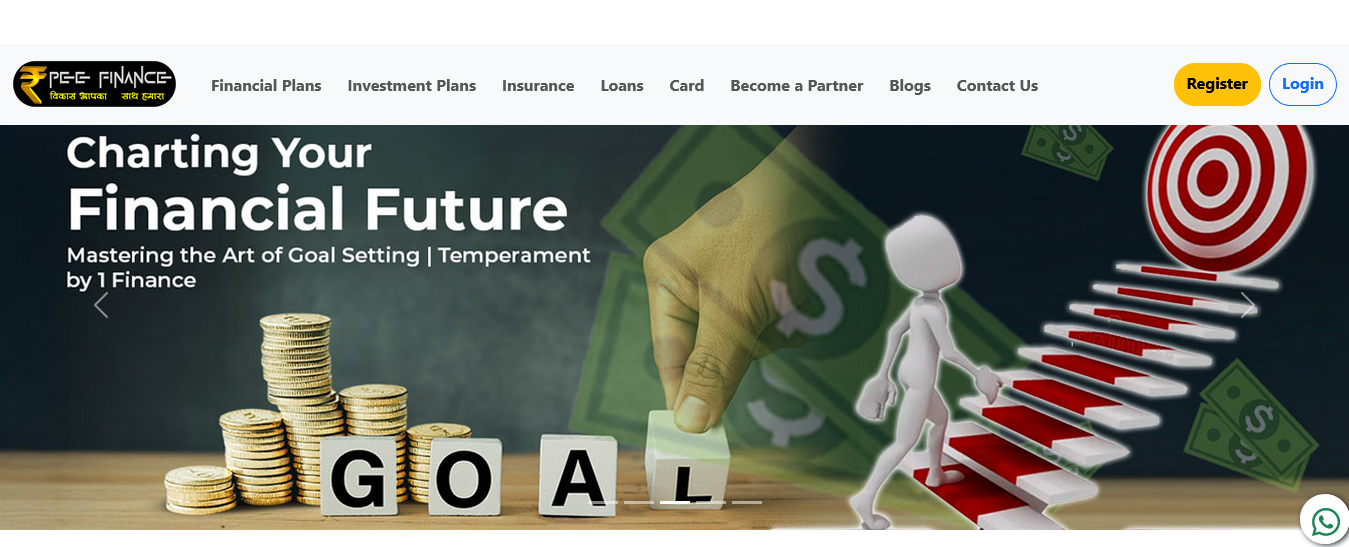 ₹PE-E FINANCE
विकास आपका साथ हमारा
Financial Plans
Investment Plans
Insurance
Loans
Card
Become a Partner
Blogs
Contact Us
Register
Login
Charting Your
Financial Future
Mastering the Art of Goal Setting | Temperament
by 1 Finance
GOAL